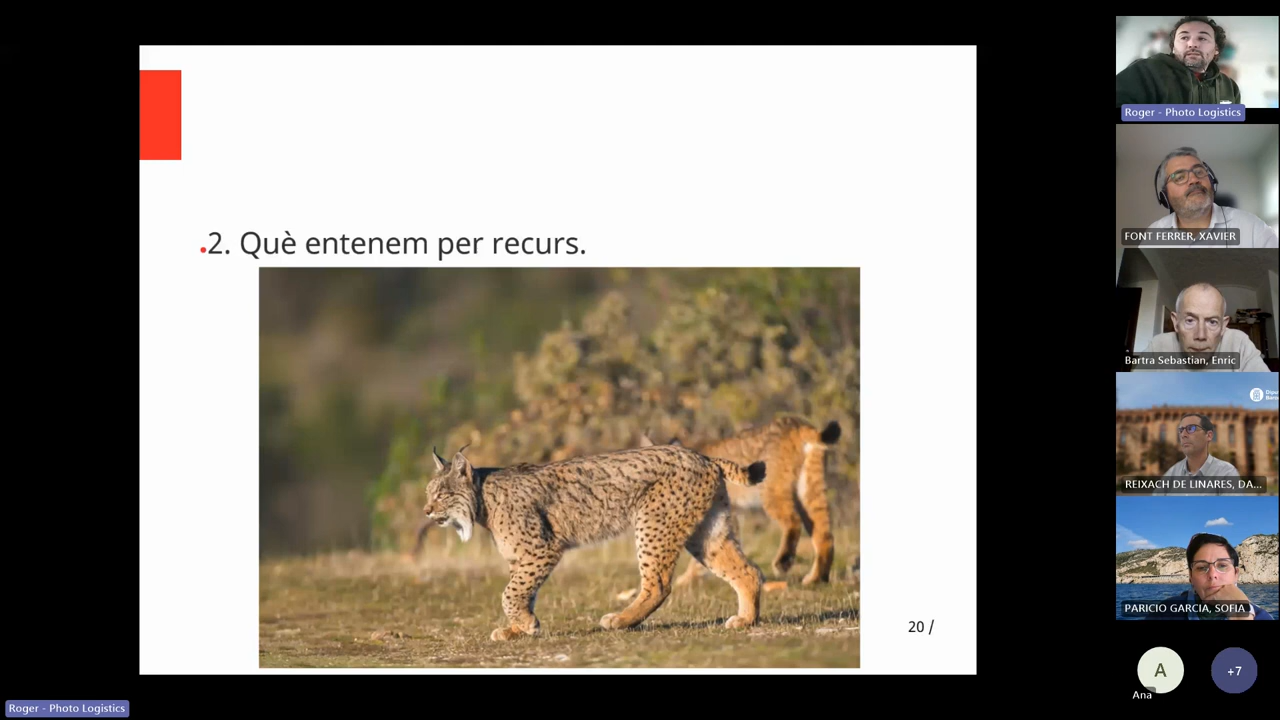 .2. Què entenem per recurs.
20 /
Roger - Photo Logistics
FONT FERRER, XAVIER
Bartra Sebastian, Enric
REIXACH DE LINARES, DA...
PARICIO GARCIA, SOFIA
A
Ana
+7
Roger - Photo Logistics